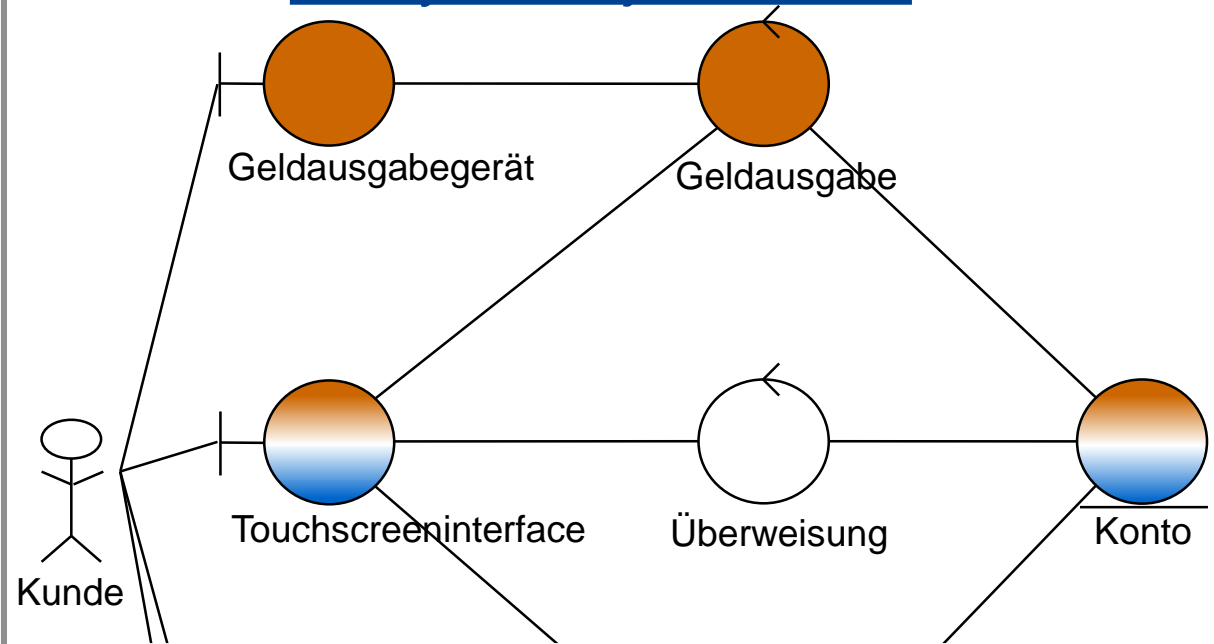 Geldausgabegerät
Geldausgabe
Touchscreeninterface
Überweisung
Konto
Kunde